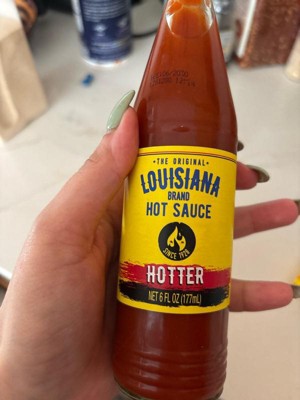 •THE ORIGINAL•
LOUISIANA
BRAND
HOT SAUCE
SINCE 1928
HOTTER
NET 6 FL OZ (177mL)